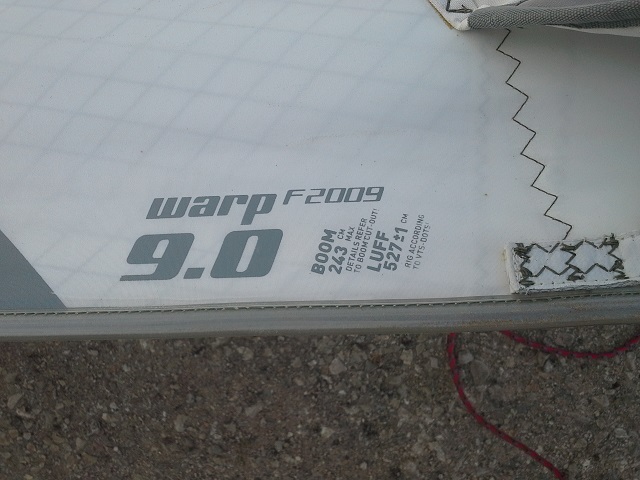 warp F2009
9.0
BOOM
243 CM MAX
DETAILS REFER
TO BOOM CUT-OUT!
LUFF
527±1 CM
RIG ACCORDING
TO VTS-DOTS!